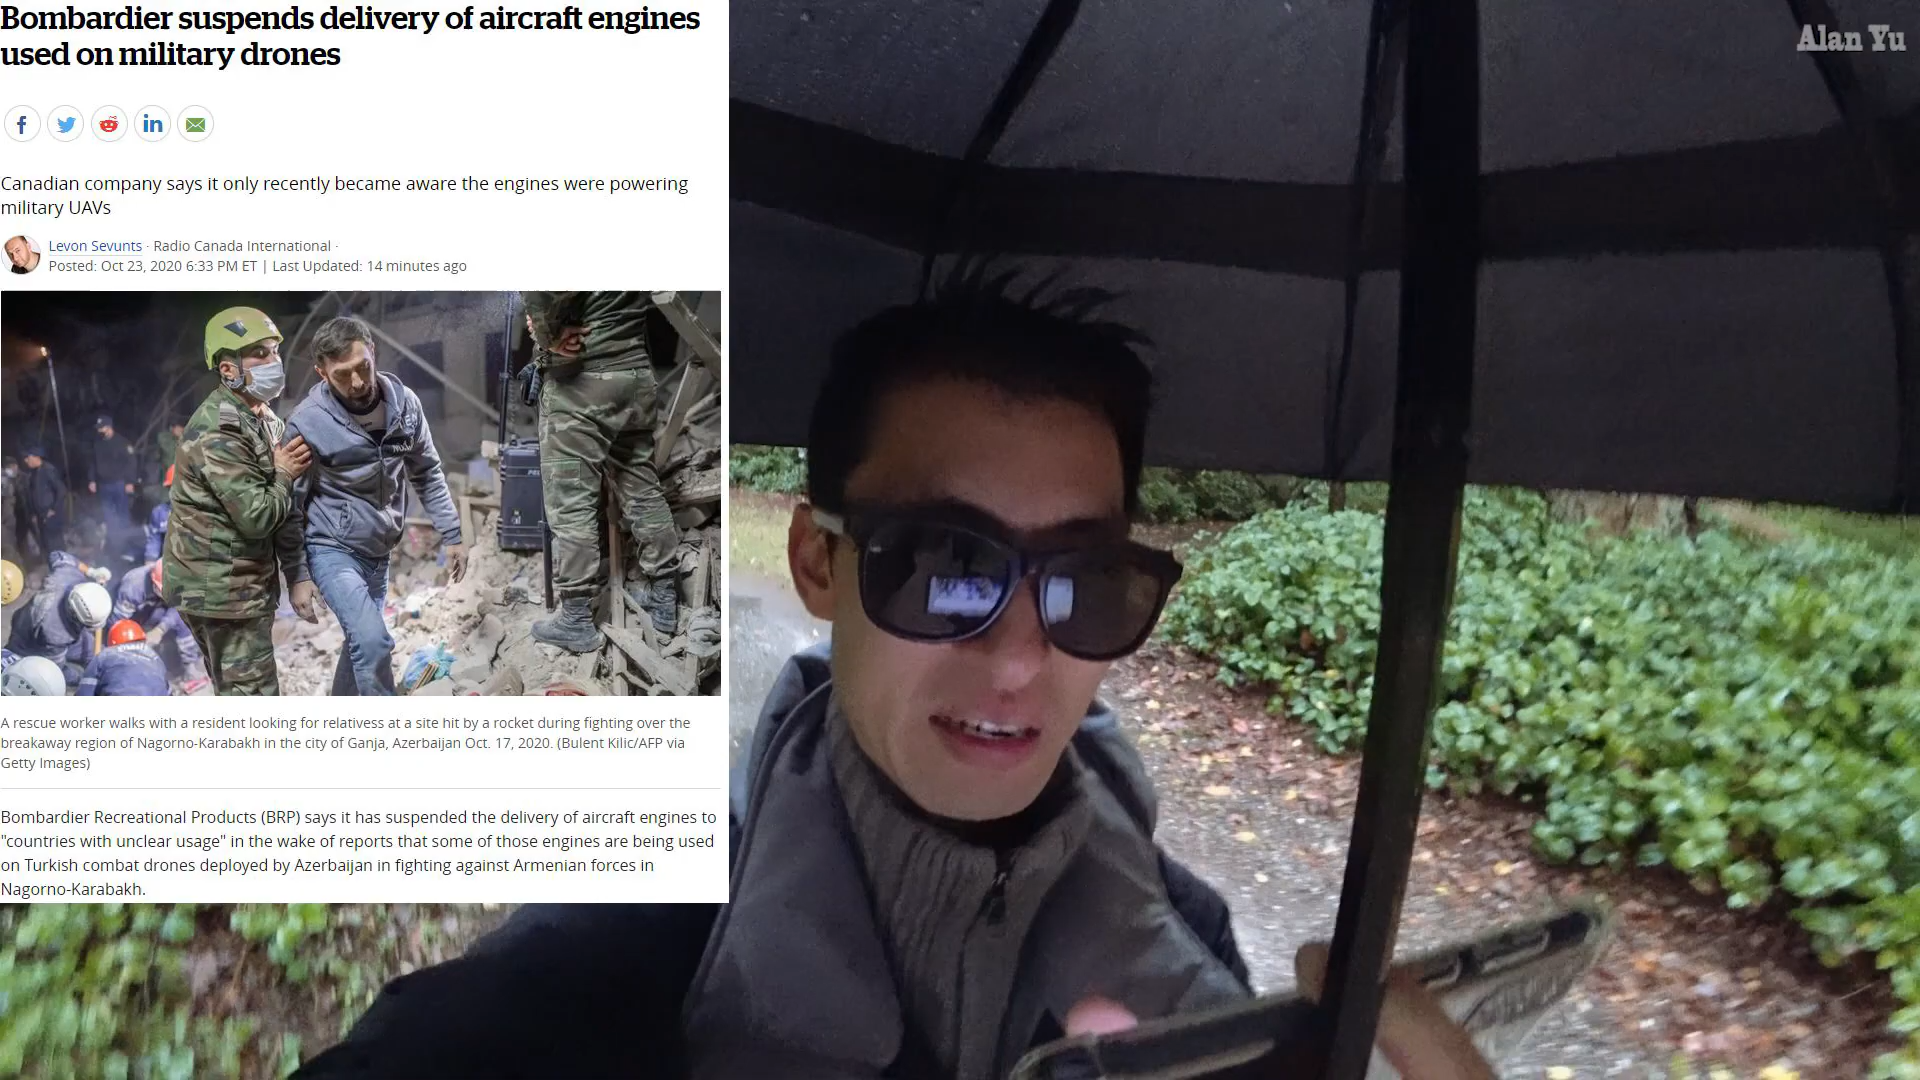 Bombardier suspends delivery of aircraft engines
used on military drones
Alan Yu
Canadian company says it only recently became aware the engines were powering
military UAVs
Levon Sevunts · Radio Canada International ·
Posted: Oct 23, 2020 6:33 PM ET | Last Updated: 14 minutes ago
A rescue worker walks with a resident looking for relativess at a site hit by a rocket during fighting over the
breakaway region of Nagorno-Karabakh in the city of Ganja, Azerbaijan Oct. 17, 2020. (Bulent Kilic/AFP via
Getty Images)
Bombardier Recreational Products (BRP) says it has suspended the delivery of aircraft engines to
"countries with unclear usage" in the wake of reports that some of those engines are being used
on Turkish combat drones deployed by Azerbaijan in fighting against Armenian forces in
Nagorno-Karabakh.